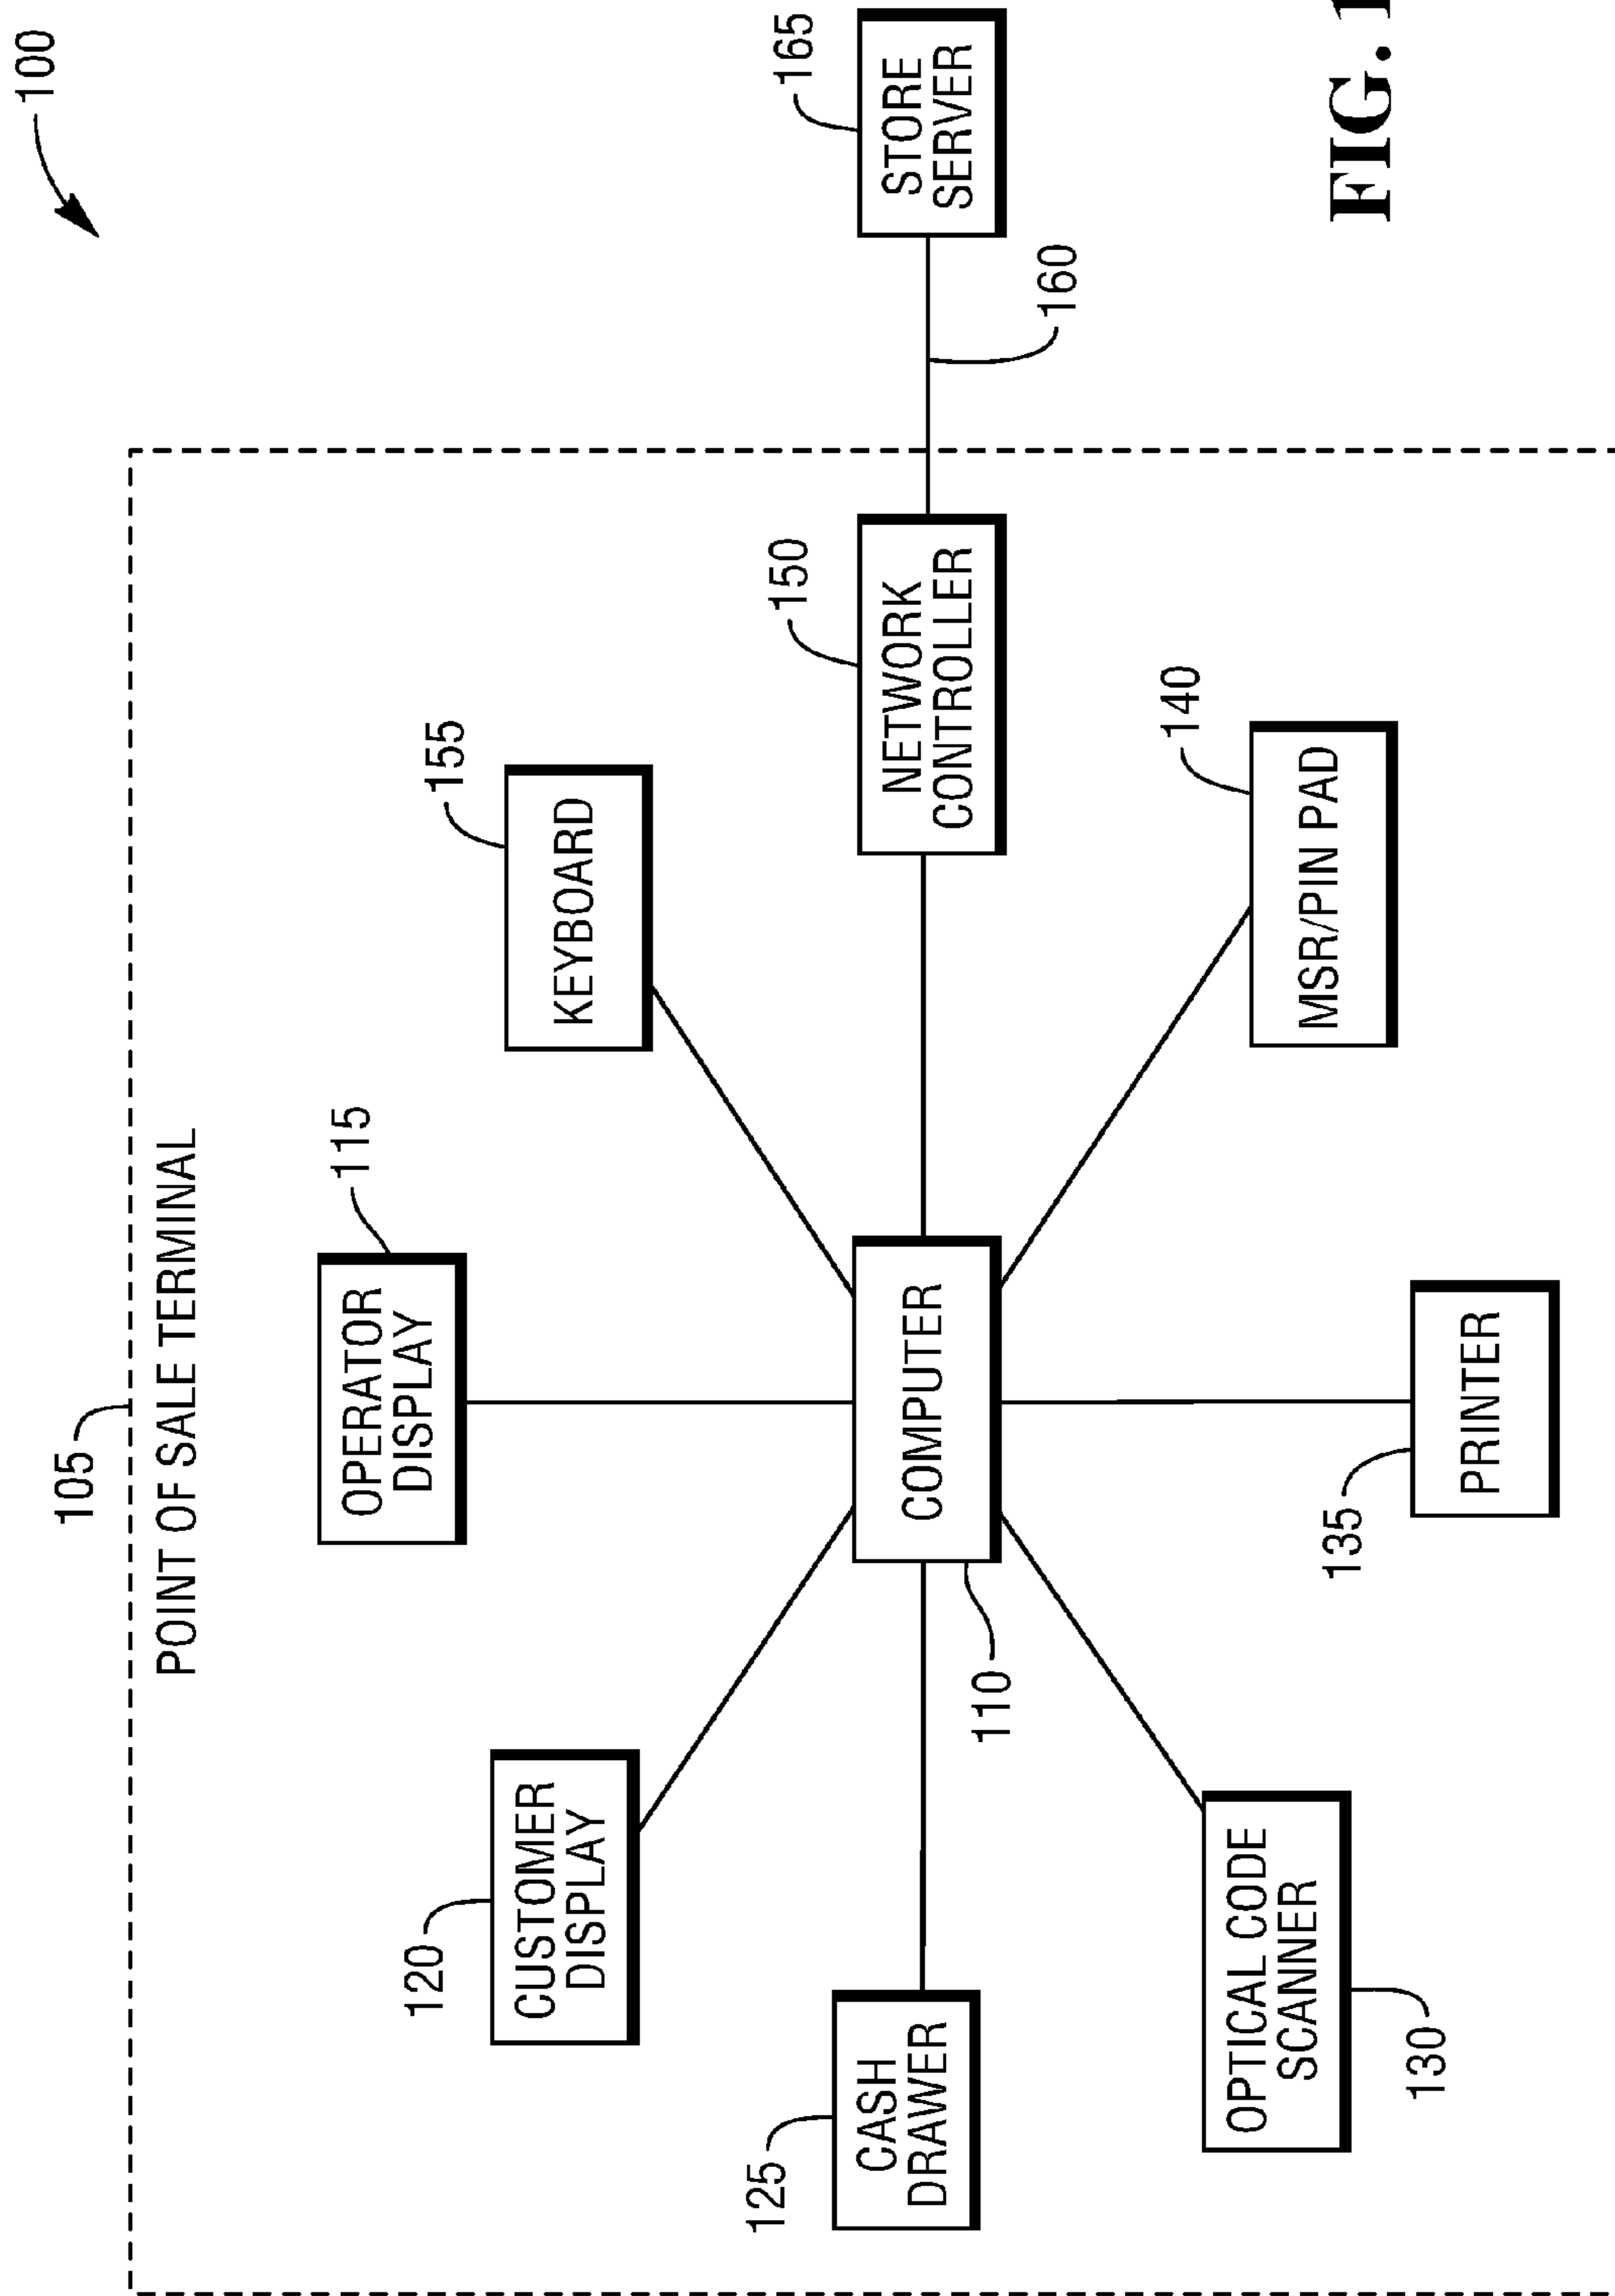 100
105
POINT OF SALE TERMINAL
OPERATOR
DISPLAY
115
120
CUSTOMER
DISPLAY
KEYBOARD
155
125
CASH
DRAWER
COMPUTER
110
NETWORK
CONTROLLER
150
160
STORE
SERVER
165
OPTICAL CODE
SCANNER
130
135
PRINTER
MSR/PIN PAD
140
FIG. 1